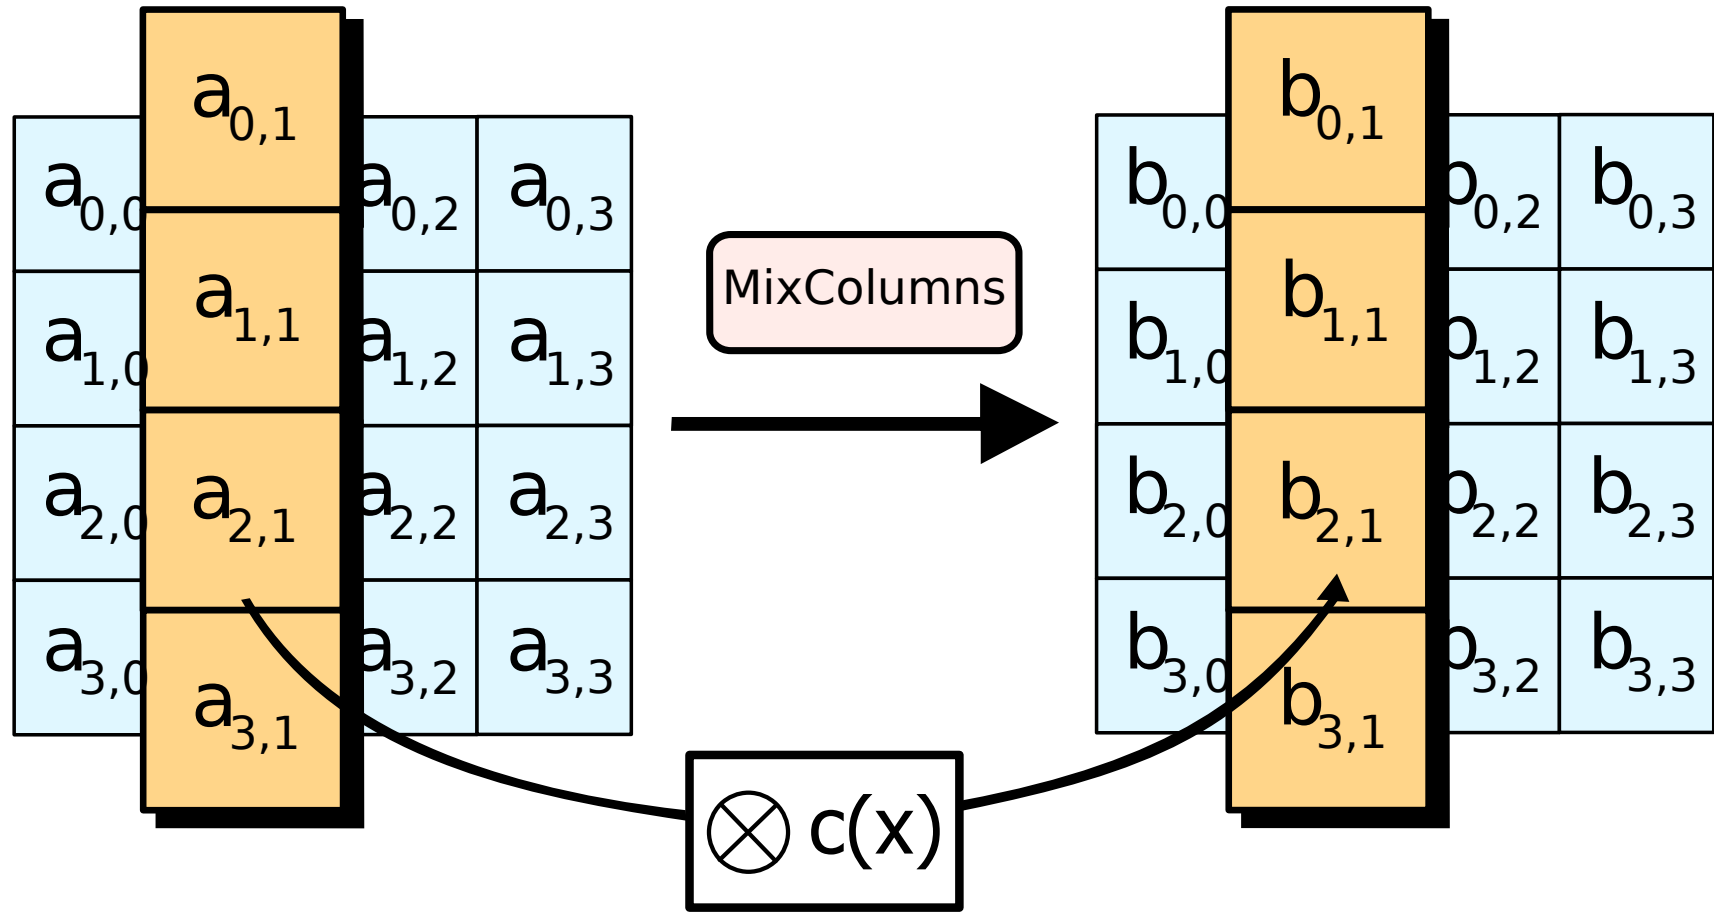 a0,1
a0,0 a0,2 a0,3
a1,1
a1,0 a1,2 a1,3
a2,1
a2,0 a2,2 a2,3
a3,1
a3,0 a3,2 a3,3
MixColumns
⊗ c(x)
b0,1
b0,0 b0,2 b0,3
b1,1
b1,0 b1,2 b1,3
b2,1
b2,0 b2,2 b2,3
b3,1
b3,0 b3,2 b3,3